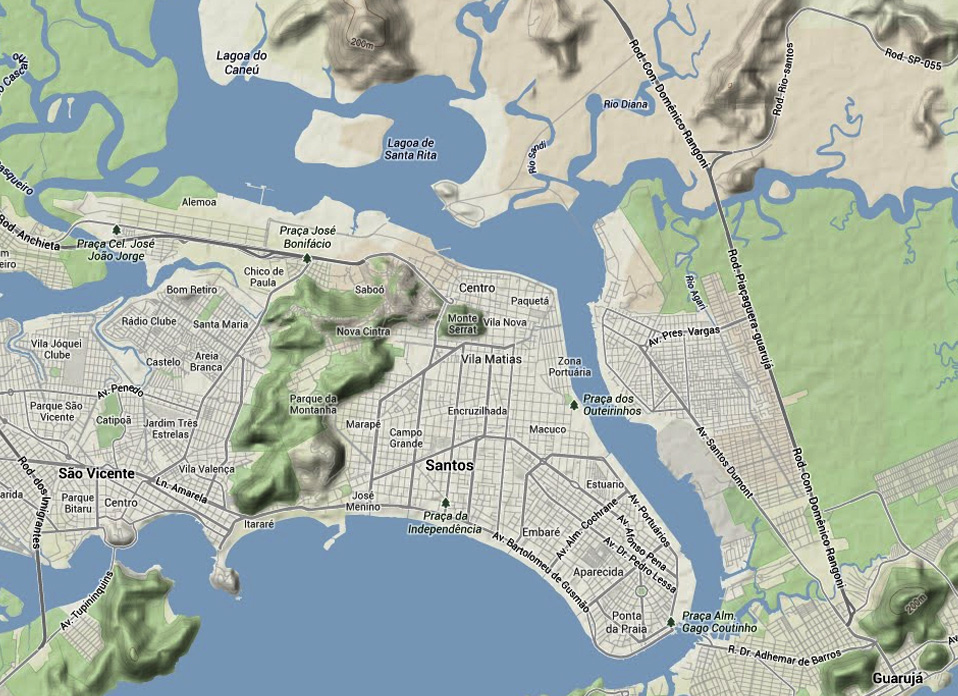 Lagoa do
Caneú
200m
Rod. Con. Domênico Rangoni
Rod. Rio-santos
Rod. SP-055
Rio Diana
Lagoa de
Santa Rita
Rio Sandi
Rod. Anchieta
Alemoa
Praça Cel. José
João Jorge
Praça José
Bonifácio
Chico de
Paula
Saboó
Centro
Paquetá
Bom Retiro
Rádio Clube
Santa Maria
Nova Cintra
Monte
Serrat
Vila Nova
Rio Agari
Rod. Piaçaguera-guarujá
Av. Pres. Vargas
Vila Jóquei
Clube
Castelo
Areia
Branca
Vila Matias
Zona
Portuária
Av. Penedo
Parque São
Vicente
Catipoã
Jardim Três
Estrelas
Parque da
Montanha
Marapé
Campo
Grande
Encruzilhada
Macuco
Praça dos
Outeirinhos
Av. Santos Dumont
Rod. Con. Domênico Rangoni
São Vicente
Vila Valença
Santos
Rod. dos Imigrantes
Parque
Bitaru
Centro
Ln. Amarela
Itararé
José
Menino
Praça da
Independência
Estuario
Av. Portuários
Embaré
Av. Alm. Cochrane
Av. Afonso Pena
Av. Dr. Pedro Lessa
Av. Bartolomeu de Gusmão
Aparecida
Av. Tupiniquins
Ponta
da Praia
Praça Alm.
Gago Coutinho
R. Dr. Adhemar de Barros
200m
Guarujá